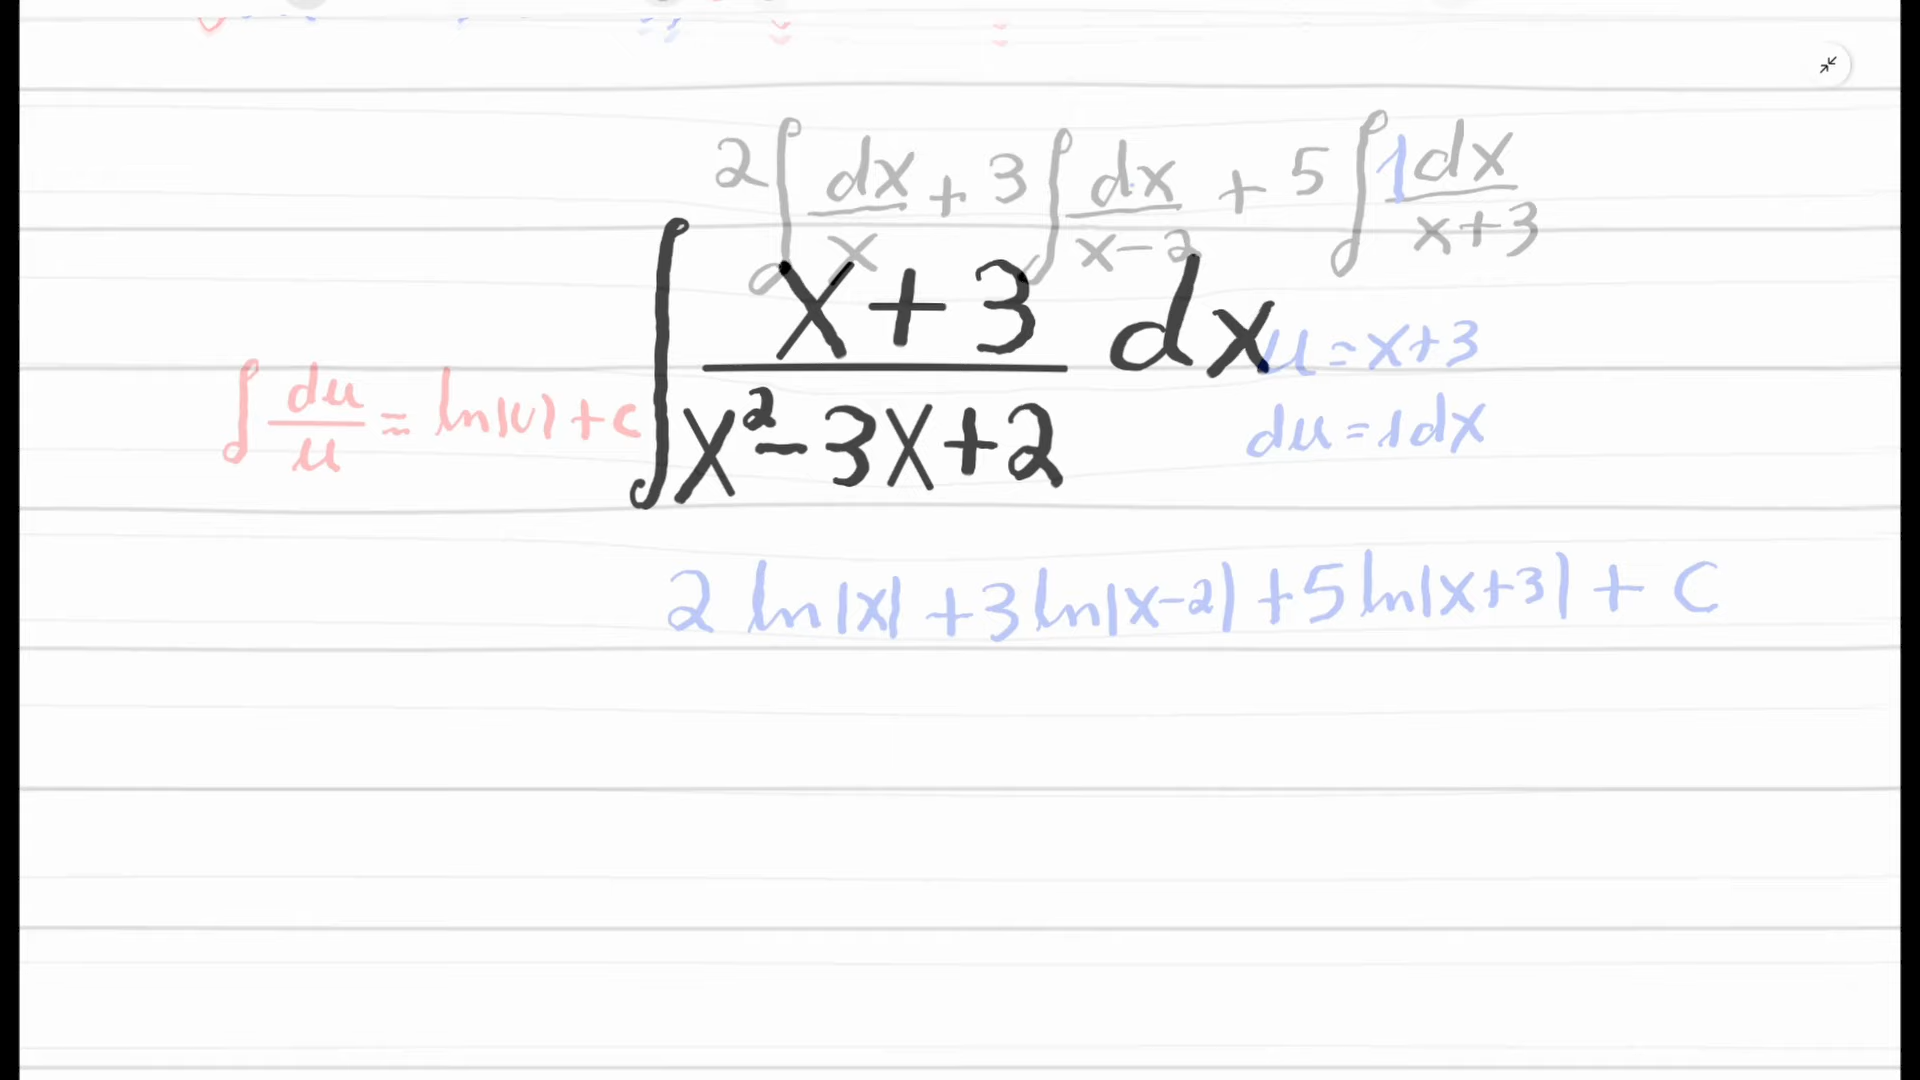 2∫dx/x + 3∫dx/(x-2) + 5∫1dx/(x+3)
∫(x+3)/(x²-3x+2) dx
u = x+3
∫du/u = ln|u| + c
du = 1dx
2 ln|x| + 3 ln|x-2| + 5 ln|x+3| + C